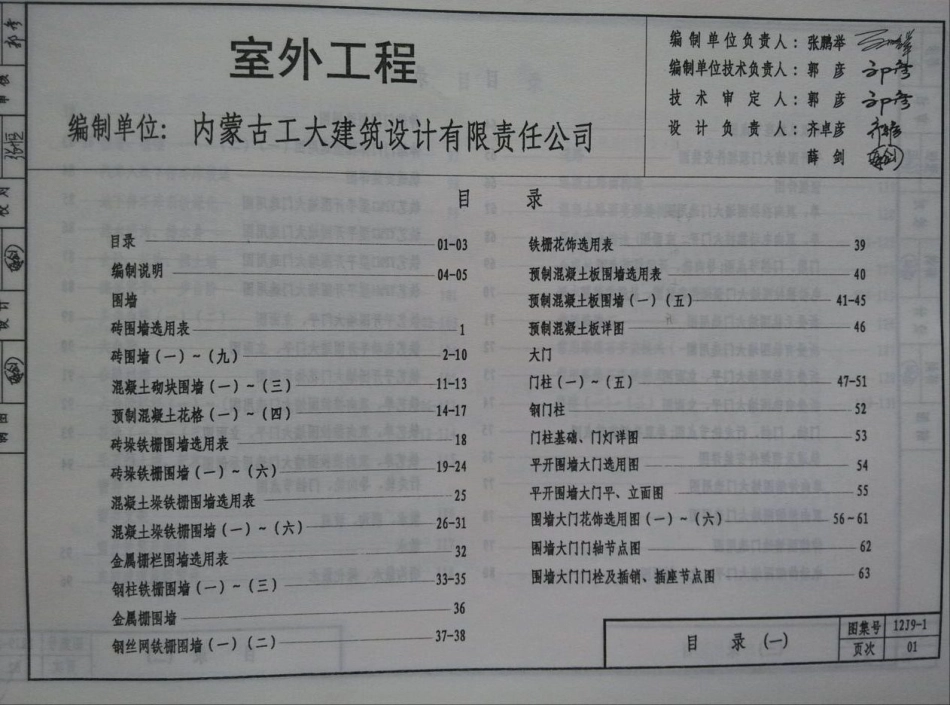 室外工程
编制单位：内蒙古工大建筑设计有限责任公司
编制单位负责人：张鹏举
编制单位技术负责人：郭 彦
技术审定人：郭 彦
设计负责人：齐卓彦
薛 剑
目 录
目录 01-03
编制说明 04-05
围墙
砖围墙选用表 1
砖围墙（一）~（九） 2-10
混凝土砌块围墙（一）~（三） 11-13
预制混凝土花格（一）~（四） 14-17
砖垛铁栅围墙选用表 18
砖垛铁栅围墙（一）~（六） 19-24
混凝土垛铁栅围墙选用表 25
混凝土垛铁栅围墙（一）~（六） 26-31
金属栅栏围墙选用表 32
钢柱铁栅围墙（一）~（三） 33-35
金属栅围墙 36
钢丝网铁栅围墙（一）（二） 37-38
铁栅花饰选用表 39
预制混凝土板围墙选用表 40
预制混凝土板围墙（一）（五） 41-45
预制混凝土板详图 46
大门
门柱（一）~（五） 47-51
钢门柱 52
门柱基础、门灯详图 53
平开围墙大门选用图 54
平开围墙大门平、立面图 55
围墙大门花饰选用图（一）~（六） 56~61
围墙大门门轴节点图 62
围墙大门门栓及插销、插座节点图 63
目 录（一）
图集号 12J9-1
页次 01
审核
校对
设计
制图